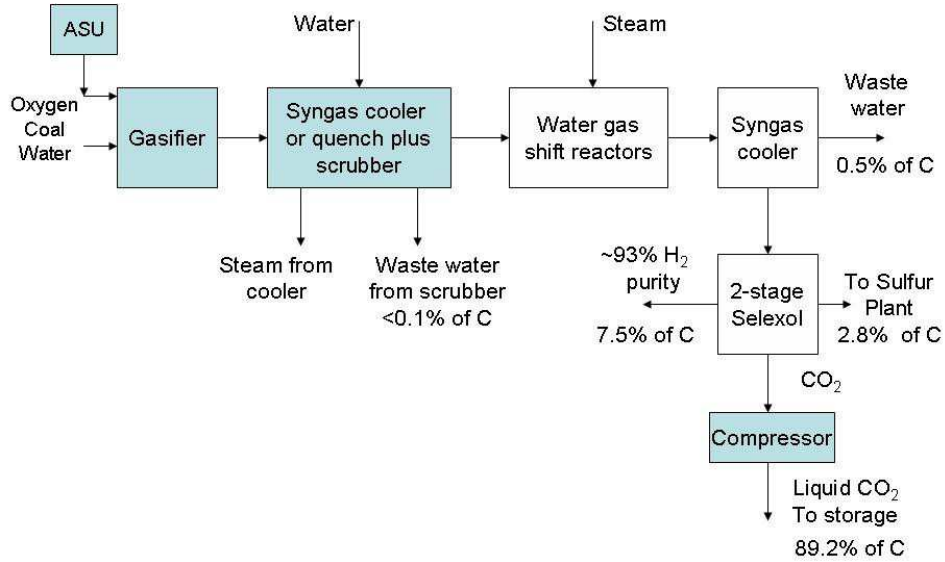 ASU
Water
Steam
Oxygen
Coal
Water
Gasifier
Syngas cooler
or quench plus
scrubber
Water gas
shift reactors
Syngas
cooler
Waste
water
0.5% of C
Steam from
cooler
Waste water
from scrubber
<0.1% of C
~93% H₂
purity
7.5% of C
2-stage
Selexol
To Sulfur
Plant
2.8% of C
CO₂
Compressor
Liquid CO₂
To storage
89.2% of C